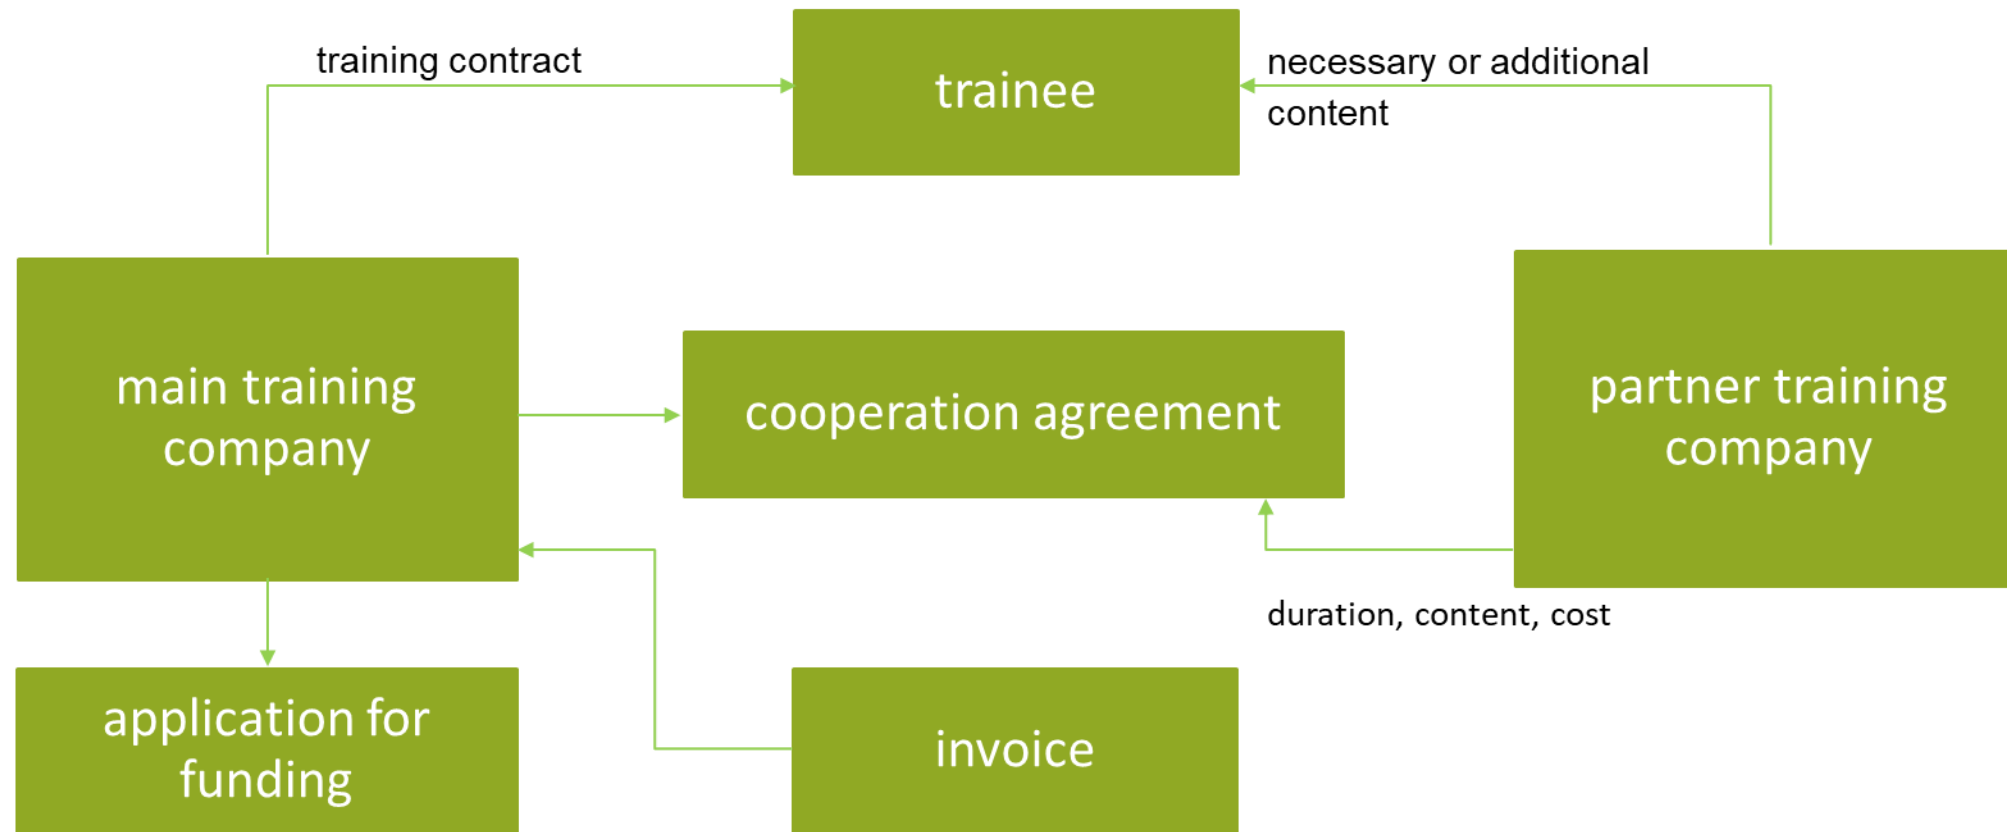 training contract
trainee
necessary or additional
content
main training
company
cooperation agreement
partner training
company
duration, content, cost
application for
funding
invoice